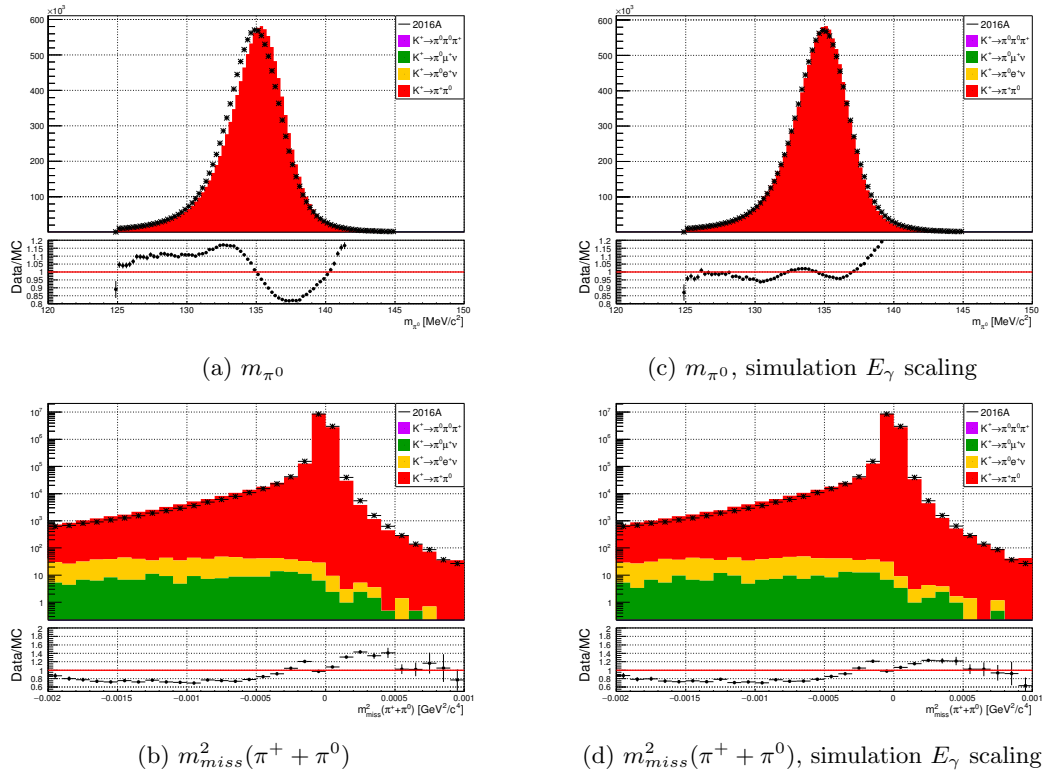 ×10³
600
500
400
300
200
100
2016A
K⁺→π⁰π⁰π⁺
K⁺→π⁰μ⁺ν
K⁺→π⁰e⁺ν
K⁺→π⁺π⁰
Data/MC
1.2
1.15
1.1
1.05
1
0.95
0.9
0.85
0.8
120 125 130 135 140 145 150
m_π⁰ [MeV/c²]
(a) m_π⁰
×10³
600
500
400
300
200
100
2016A
K⁺→π⁰π⁰π⁺
K⁺→π⁰μ⁺ν
K⁺→π⁰e⁺ν
K⁺→π⁺π⁰
Data/MC
1.2
1.15
1.1
1.05
1
0.95
0.9
0.85
0.8
120 125 130 135 140 145 150
m_π⁰ [MeV/c²]
(c) m_π⁰, simulation E_γ scaling
10⁷
10⁶
10⁵
10⁴
10³
10²
10
1
2016A
K⁺→π⁰π⁰π⁺
K⁺→π⁰μ⁺ν
K⁺→π⁰e⁺ν
K⁺→π⁺π⁰
Data/MC
2
1.8
1.6
1.4
1.2
1
0.8
0.6
−0.002 −0.0015 −0.001 −0.0005 0 0.0005 0.001
m²_miss(π⁺+π⁰) [GeV²/c⁴]
(b) m²_miss(π⁺ + π⁰)
10⁷
10⁶
10⁵
10⁴
10³
10²
10
1
2016A
K⁺→π⁰π⁰π⁺
K⁺→π⁰μ⁺ν
K⁺→π⁰e⁺ν
K⁺→π⁺π⁰
Data/MC
2
1.8
1.6
1.4
1.2
1
0.8
0.6
−0.002 −0.0015 −0.001 −0.0005 0 0.0005 0.001
m²_miss(π⁺+π⁰) [GeV²/c⁴]
(d) m²_miss(π⁺ + π⁰), simulation E_γ scaling